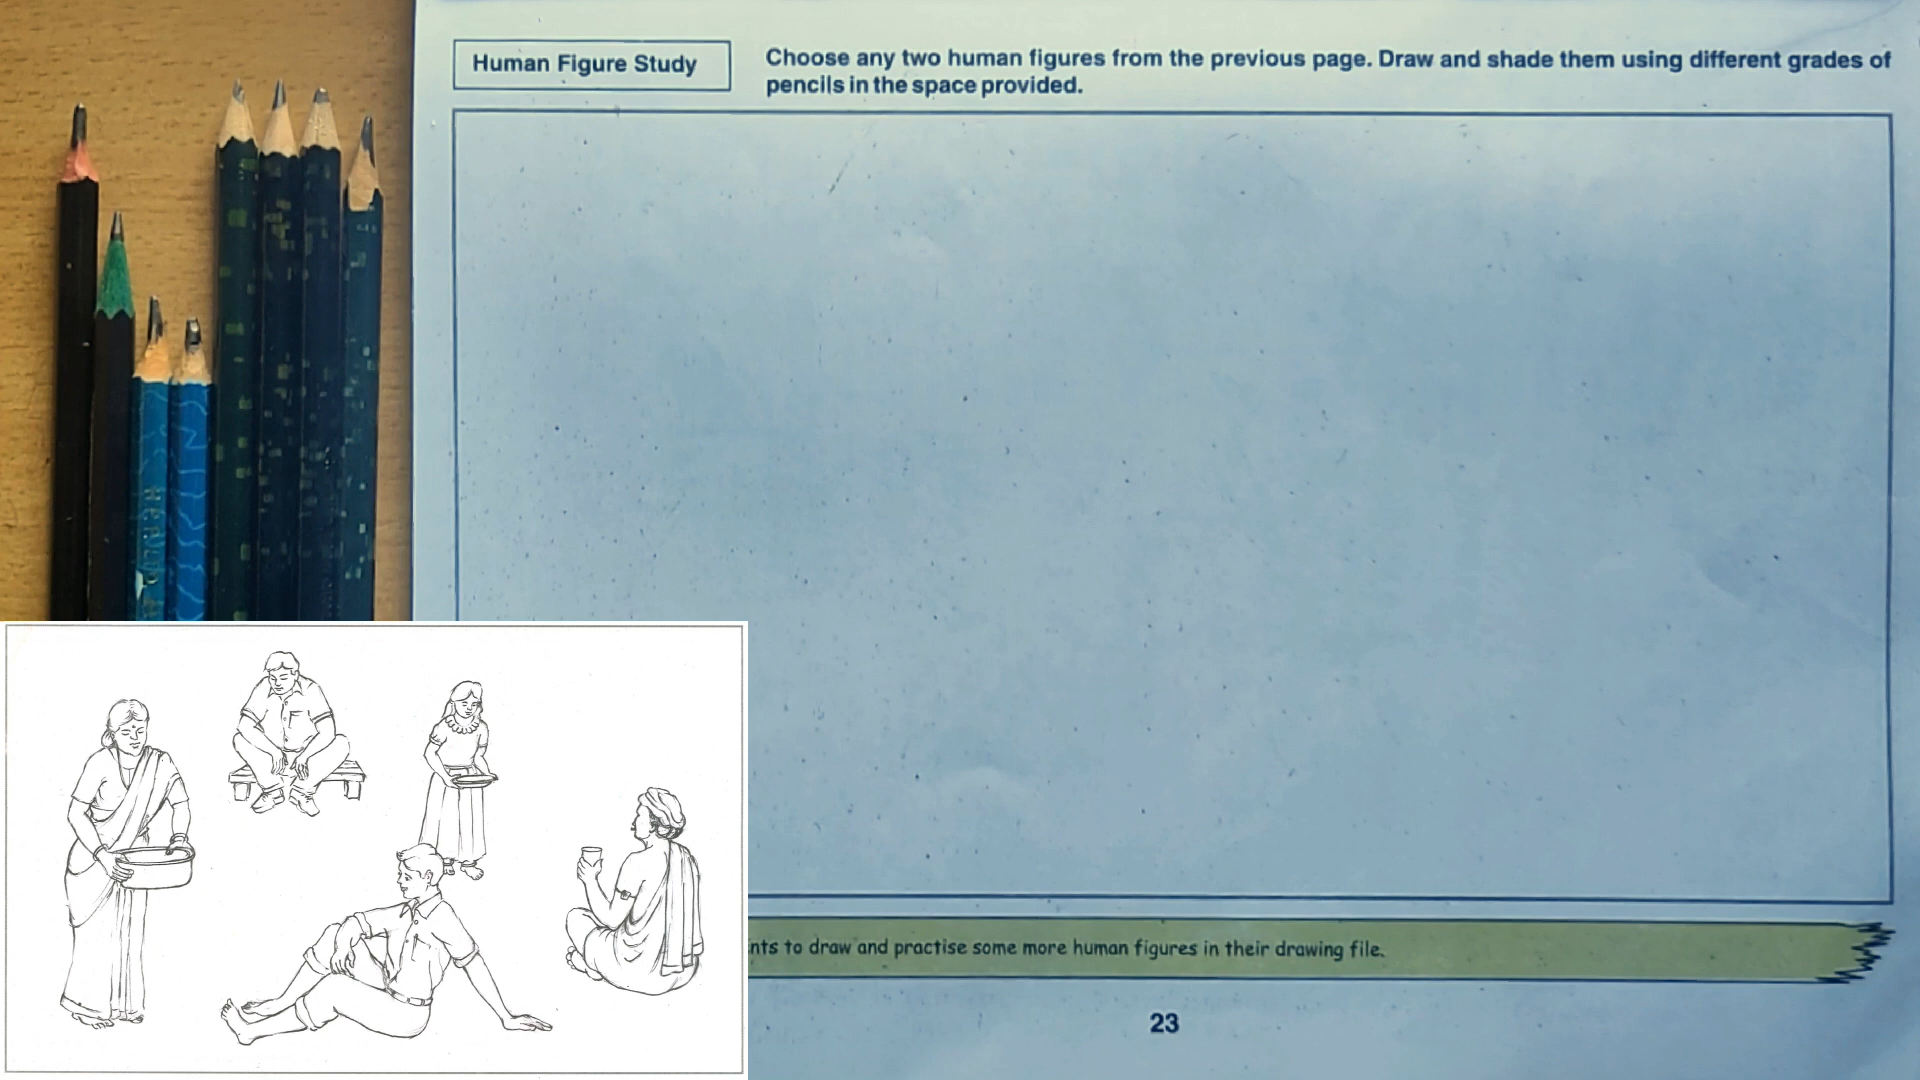 Human Figure Study
Choose any two human figures from the previous page. Draw and shade them using different grades of
pencils in the space provided.
to draw and practise some more human figures in their drawing file.
23